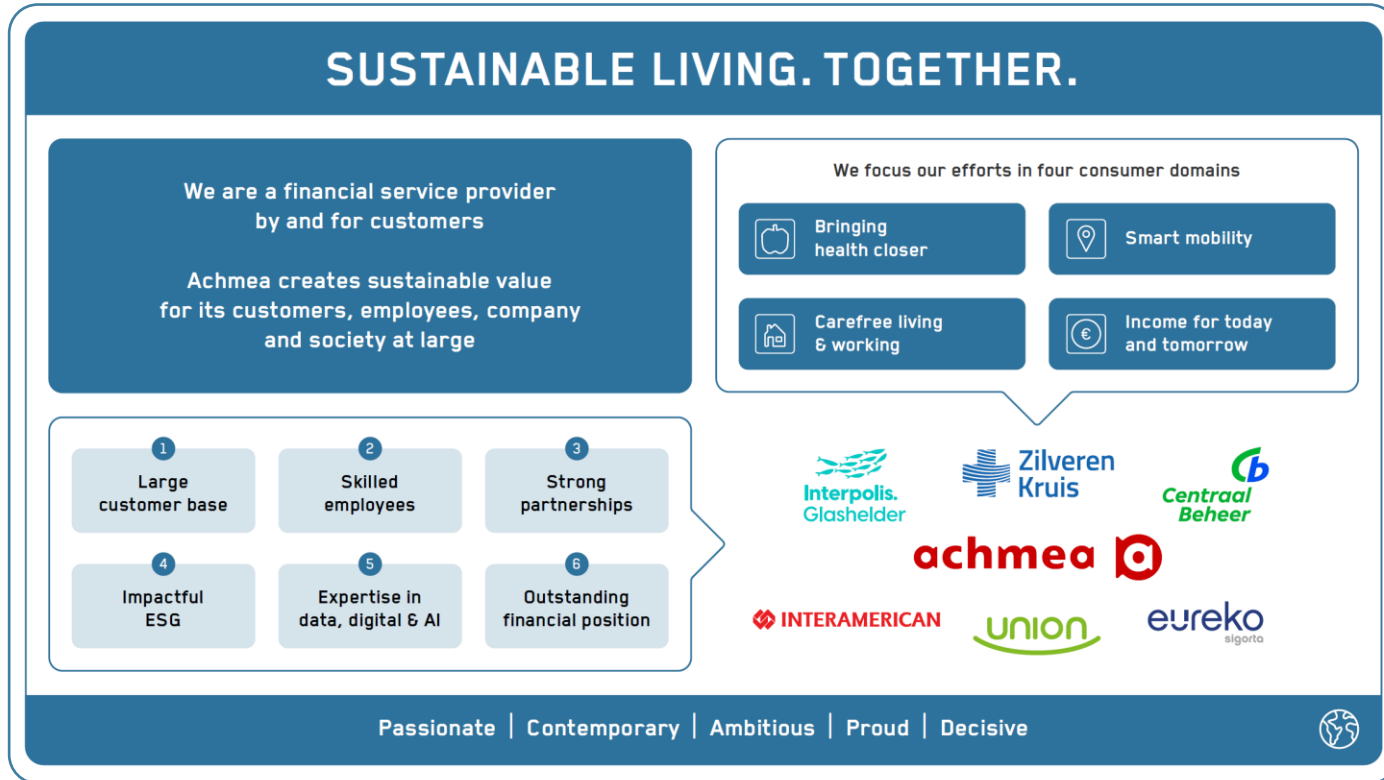 SUSTAINABLE LIVING. TOGETHER.
We are a financial service provider
by and for customers
Achmea creates sustainable value
for its customers, employees, company
and society at large
We focus our efforts in four consumer domains
Bringing
health closer
Smart mobility
Carefree living
& working
€
Income for today
and tomorrow
1
Large
customer base
2
Skilled
employees
3
Strong
partnerships
4
Impactful
ESG
5
Expertise in
data, digital & AI
6
Outstanding
financial position
Interpolis.
Glashelder
Zilveren
Kruis
cb
Centraal
Beheer
achmea a
INTERAMERICAN
union
eureko
sigorta
Passionate | Contemporary | Ambitious | Proud | Decisive